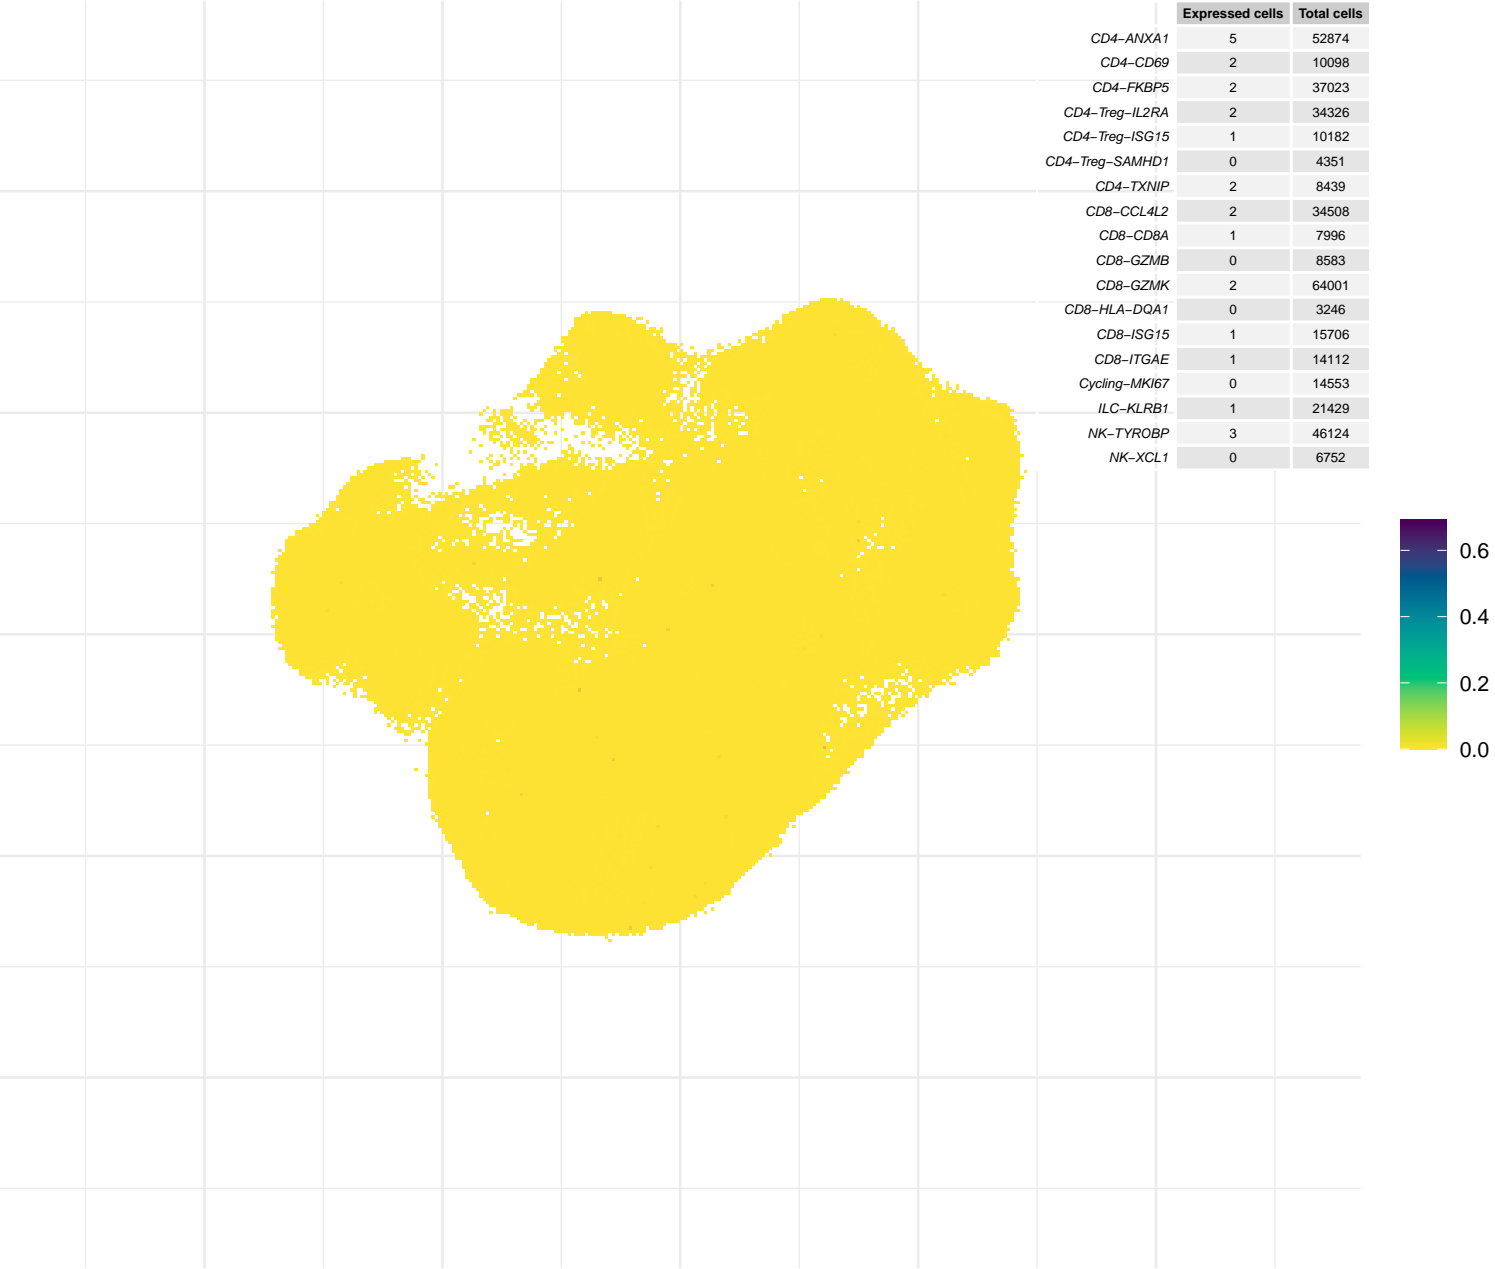 Expressed cells Total cells
CD4−ANXA1 5 52874
CD4−CD69 2 10098
CD4−FKBP5 2 37023
CD4−Treg−IL2RA 2 34326
CD4−Treg−ISG15 1 10182
CD4−Treg−SAMHD1 0 4351
CD4−TXNIP 2 8439
CD8−CCL4L2 2 34508
CD8−CD8A 1 7996
CD8−GZMB 0 8583
CD8−GZMK 2 64001
CD8−HLA−DQA1 0 3246
CD8−ISG15 1 15706
CD8−ITGAE 1 14112
Cycling−MKI67 0 14553
ILC−KLRB1 1 21429
NK−TYROBP 3 46124
NK−XCL1 0 6752
0.6
0.4
0.2
0.0